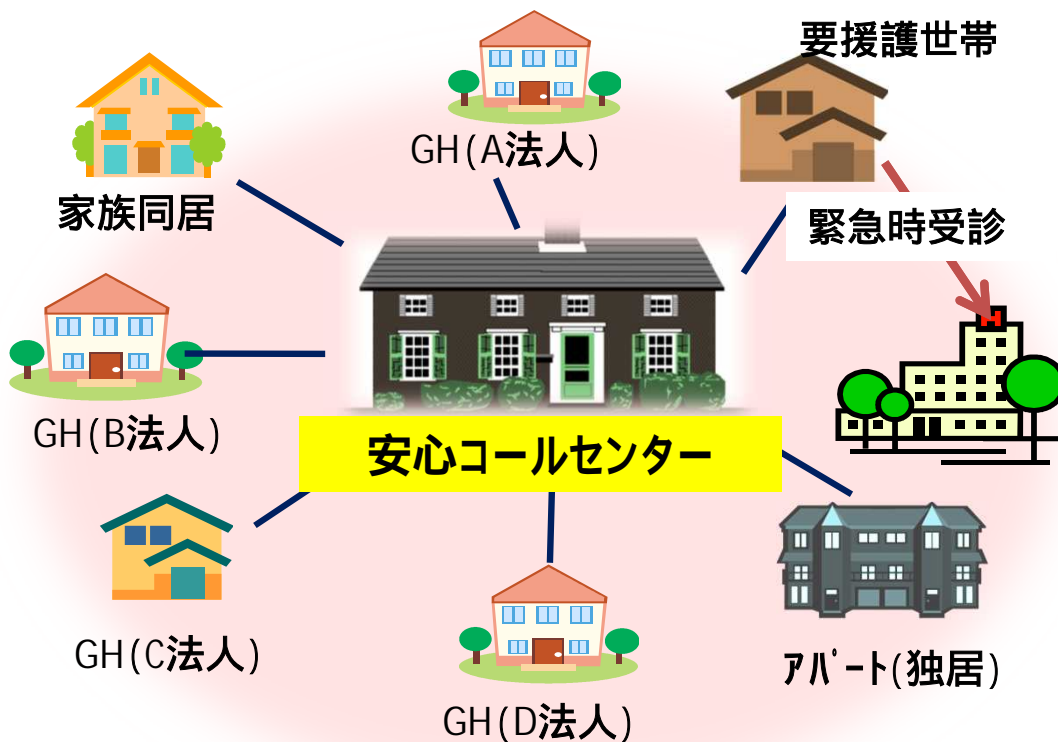 要援護世帯
GH(A法人)
家族同居
緊急時受診
H
GH(B法人)
安心コールセンター
GH(C法人)
ｱﾊﾟｰﾄ(独居)
GH(D法人)